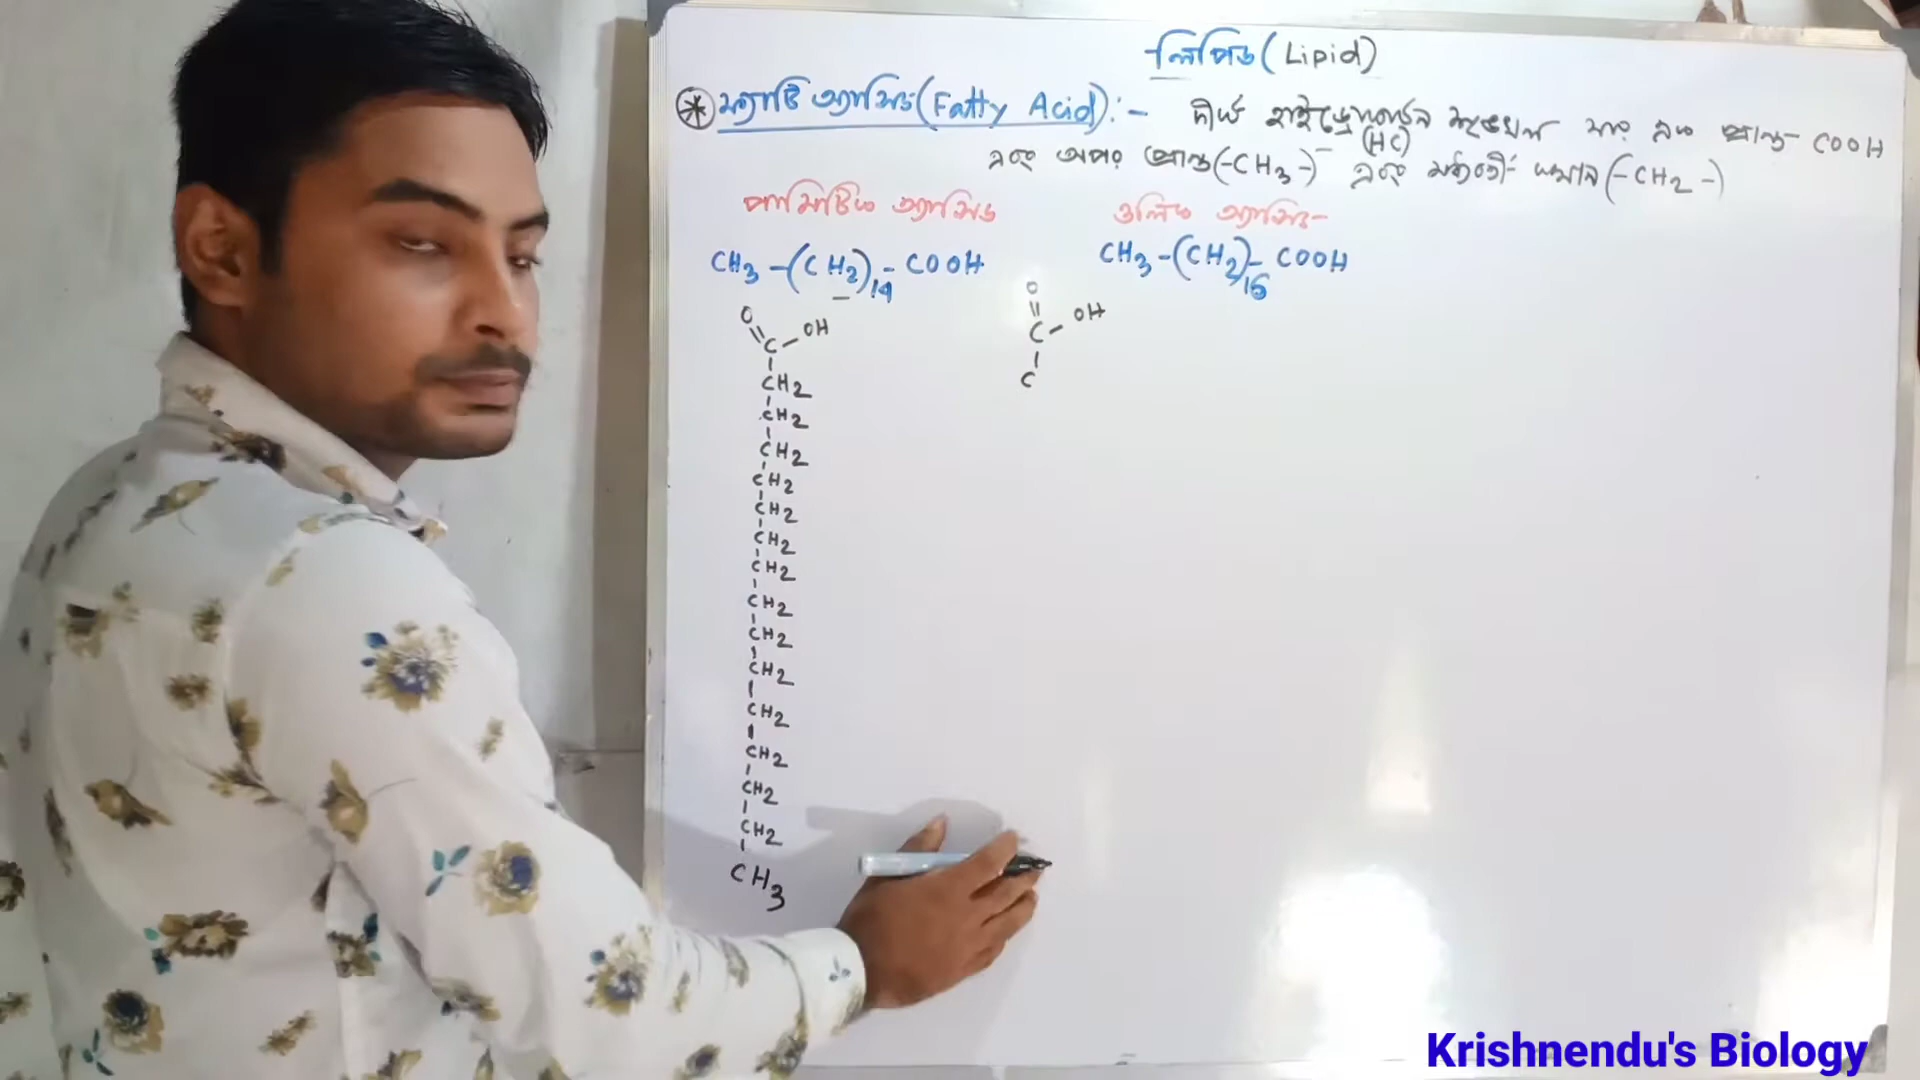 লিপিড (Lipid)
* ফ্যাটি অ্যাসিড (Fatty Acid) :- দীর্ঘ হাইড্রোকার্বন শৃঙ্খল যার এক প্রান্ত- COOH
(HC)
এবং অপর প্রান্ত (-CH3-) এবং মধ্যবর্তী (-CH2-)
পামিটিক অ্যাসিড
ওলিক অ্যাসিড-
CH3-(CH2)14-COOH
CH3-(CH2)16-COOH
O
OH
C
CH2
CH2
CH2
CH2
CH2
CH2
CH2
CH2
CH2
CH2
CH2
CH2
CH2
CH2
CH3
O
OH
C
C
Krishnendu's Biology